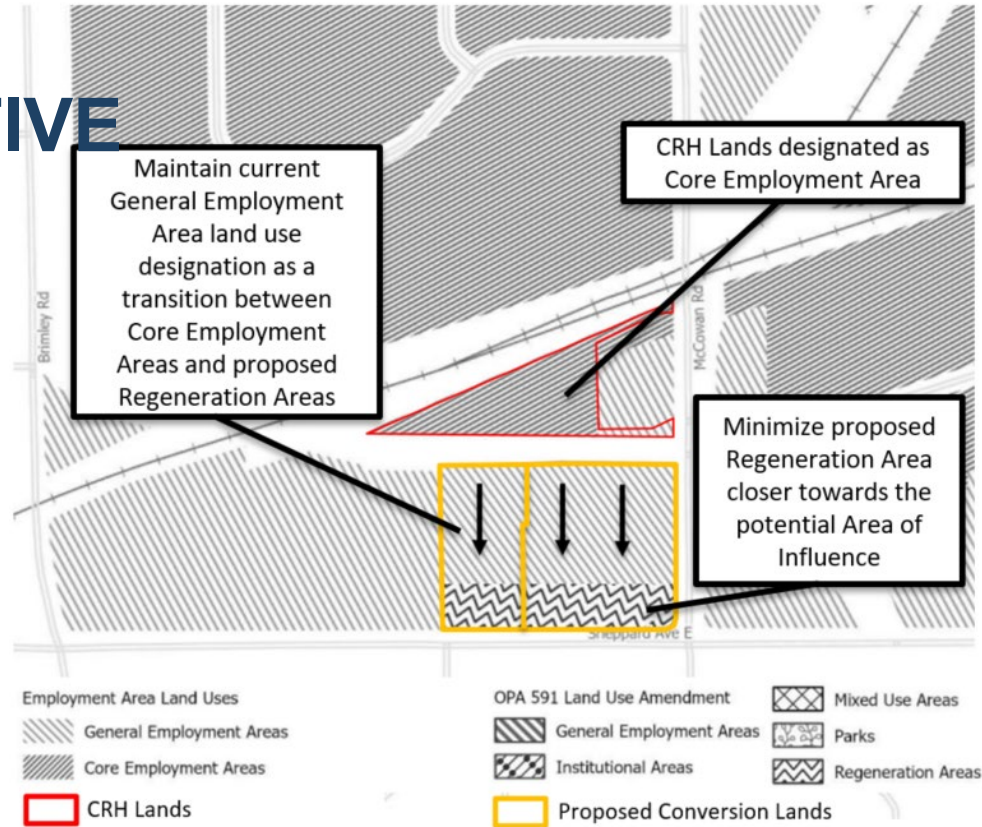 TIVE
Maintain current
General Employment
Area land use
designation as a
transition between
Core Employment
Areas and proposed
Regeneration Areas
CRH Lands designated as
Core Employment Area
Brimley Rd
McCowan Rd
Minimize proposed
Regeneration Area
closer towards the
potential Area of
Influence
Sheppard Ave E
Employment Area Land Uses
General Employment Areas
Core Employment Areas
CRH Lands
OPA 591 Land Use Amendment
General Employment Areas
Institutional Areas
Mixed Use Areas
Parks
Regeneration Areas
Proposed Conversion Lands